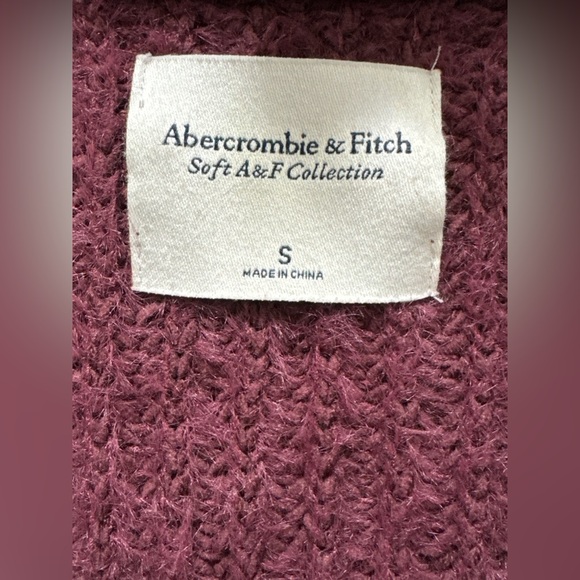 Abercrombie & Fitch
Soft A&F Collection
S
MADE IN CHINA